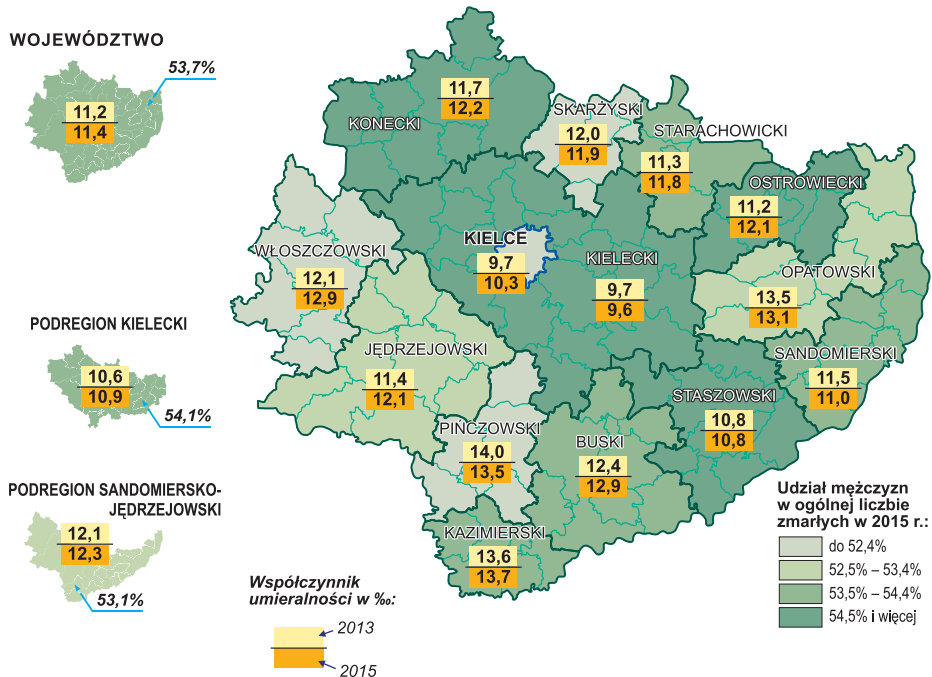 WOJEWÓDZTWO
53,7%
11,2
11,4
PODREGION KIELECKI
10,6
10,9
54,1%
PODREGION SANDOMIERSKO-
JĘDRZEJOWSKI
12,1
12,3
53,1%
KONECKI
11,7
12,2
SKARŻYSKI
12,0
11,9
STARACHOWICKI
11,3
11,8
OSTROWIECKI
11,2
12,1
WŁOSZCZOWSKI
12,1
12,9
KIELCE
9,7
10,3
KIELECKI
9,7
9,6
OPATOWSKI
13,5
13,1
JĘDRZEJOWSKI
11,4
12,1
SANDOMIERSKI
11,5
11,0
STASZOWSKI
10,8
10,8
PIŃCZOWSKI
14,0
13,5
BUSKI
12,4
12,9
KAZIMIERSKI
13,6
13,7
Współczynnik
umieralności w ‰:
2013
2015
Udział mężczyzn
w ogólnej liczbie
zmarłych w 2015 r.:
do 52,4%
52,5% – 53,4%
53,5% – 54,4%
54,5% i więcej